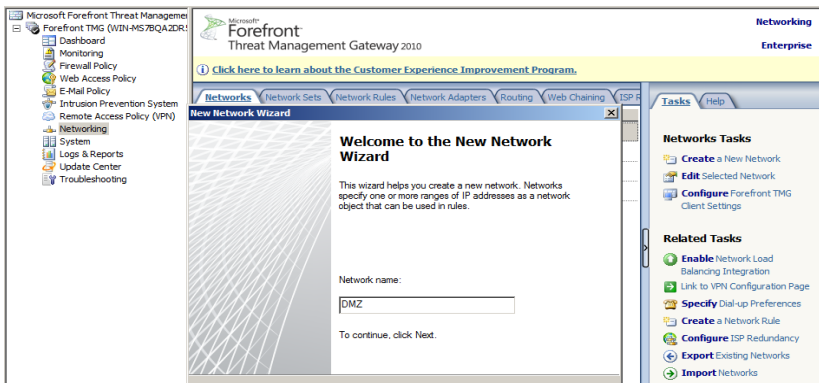 Microsoft Forefront Threat Manageme
Forefront TMG (WIN-MS7BQA2DR
Dashboard
Monitoring
Firewall Policy
Web Access Policy
E-Mail Policy
Intrusion Prevention System
Remote Access Policy (VPN)
Networking
System
Logs & Reports
Update Center
Troubleshooting
Microsoft
Forefront
Threat Management Gateway 2010
Networking
Enterprise
Click here to learn about the Customer Experience Improvement Program.
Networks Network Sets Network Rules Network Adapters Routing Web Chaining ISP
New Network Wizard
Welcome to the New Network
Wizard
This wizard helps you create a new network. Networks
specify one or more ranges of IP addresses as a network
object that can be used in rules.
Network name:
DMZ
To continue, click Next.
Tasks Help
Networks Tasks
Create a New Network
Edit Selected Network
Configure Forefront TMG
Client Settings
Related Tasks
Enable Network Load
Balancing Integration
Link to VPN Configuration Page
Specify Dial-up Preferences
Create a Network Rule
Configure ISP Redundancy
Export Existing Networks
Import Networks